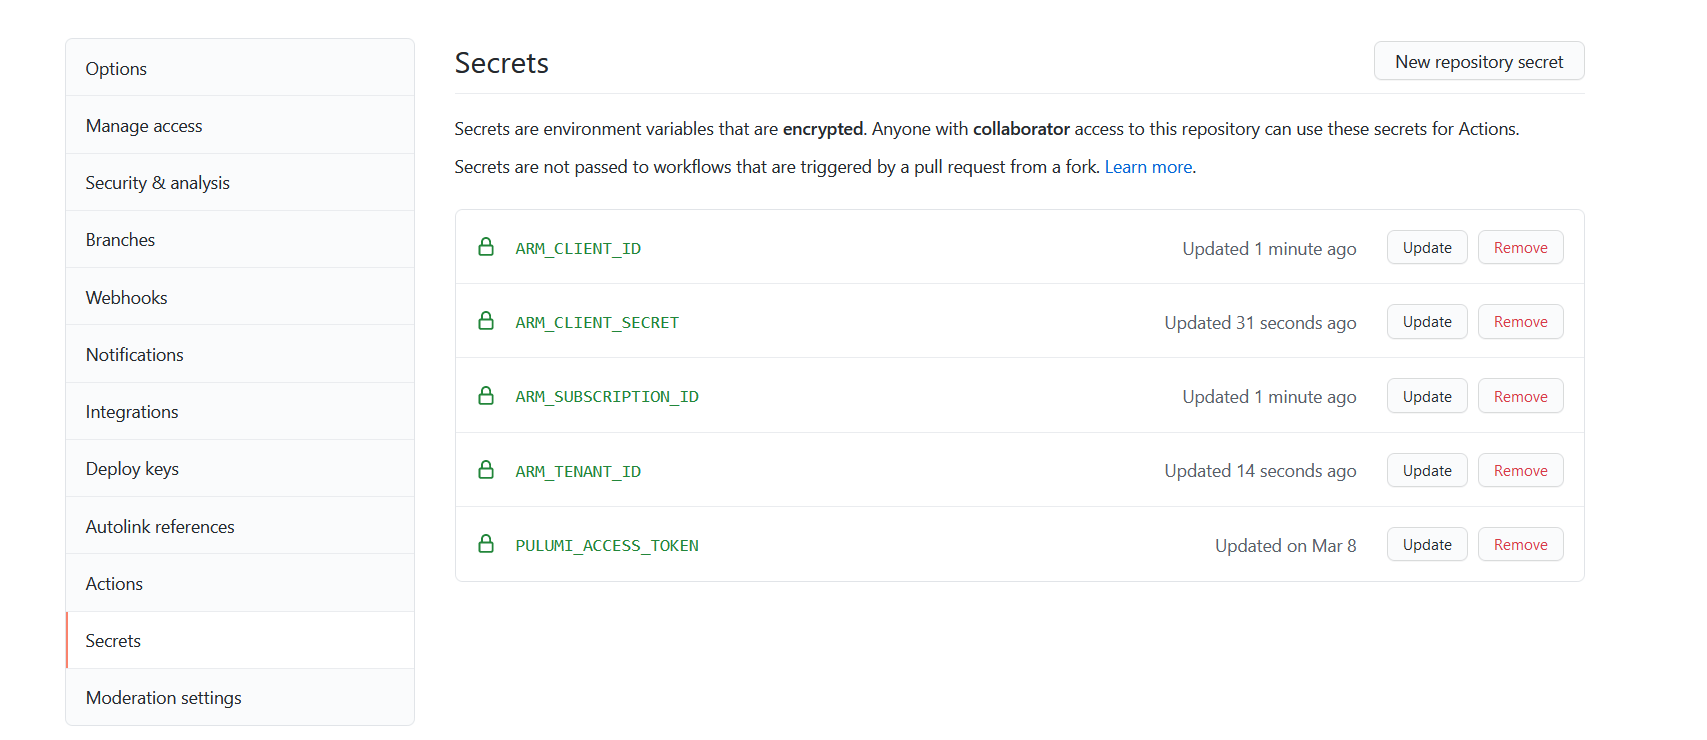 Options
Manage access
Security & analysis
Branches
Webhooks
Notifications
Integrations
Deploy keys
Autolink references
Actions
Secrets
Moderation settings
Secrets
New repository secret
Secrets are environment variables that are encrypted. Anyone with collaborator access to this repository can use these secrets for Actions.
Secrets are not passed to workflows that are triggered by a pull request from a fork. Learn more.
ARM_CLIENT_ID Updated 1 minute ago Update Remove
ARM_CLIENT_SECRET Updated 31 seconds ago Update Remove
ARM_SUBSCRIPTION_ID Updated 1 minute ago Update Remove
ARM_TENANT_ID Updated 14 seconds ago Update Remove
PULUMI_ACCESS_TOKEN Updated on Mar 8 Update Remove